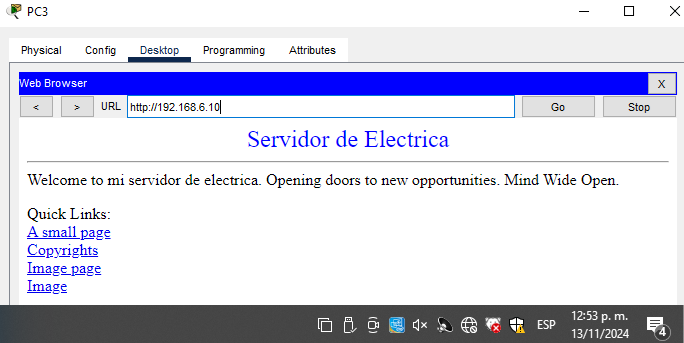 PC3
Physical Config Desktop Programming Attributes
Web Browser X
< > URL http://192.168.6.10 Go Stop
Servidor de Electrica
Welcome to mi servidor de electrica. Opening doors to new opportunities. Mind Wide Open.
Quick Links:
A small page
Copyrights
Image page
Image
ESP
12:53 p. m.
13/11/2024
4